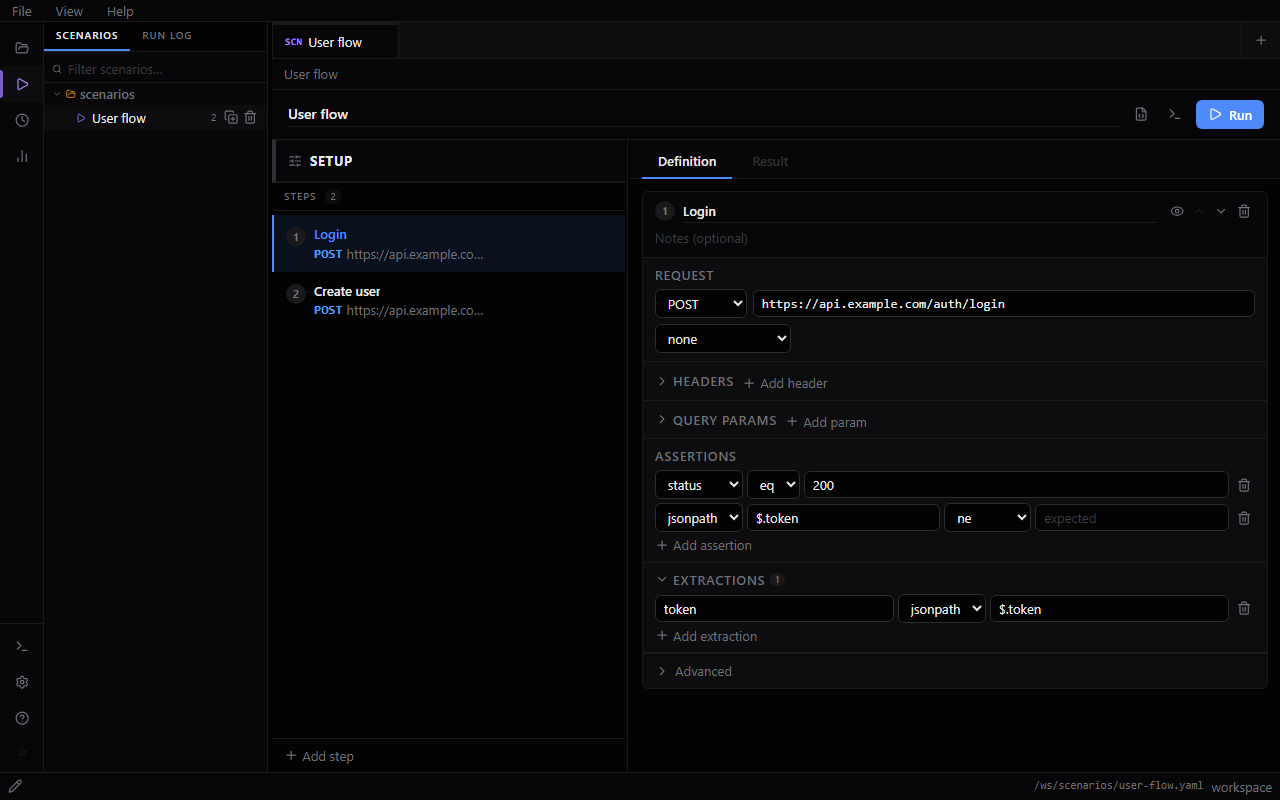 File View Help
SCENARIOS RUN LOG
Filter scenarios...
scenarios
User flow 2
SCN User flow
User flow
User flow
Run
SETUP
STEPS 2
1 Login
POST https://api.example.co...
2 Create user
POST https://api.example.co...
Add step
Definition Result
1 Login
Notes (optional)
REQUEST
POST https://api.example.com/auth/login
none
HEADERS Add header
QUERY PARAMS Add param
ASSERTIONS
status eq 200
jsonpath $.token ne expected
Add assertion
EXTRACTIONS 1
token jsonpath $.token
Add extraction
Advanced
/ws/scenarios/user-flow.yaml workspace